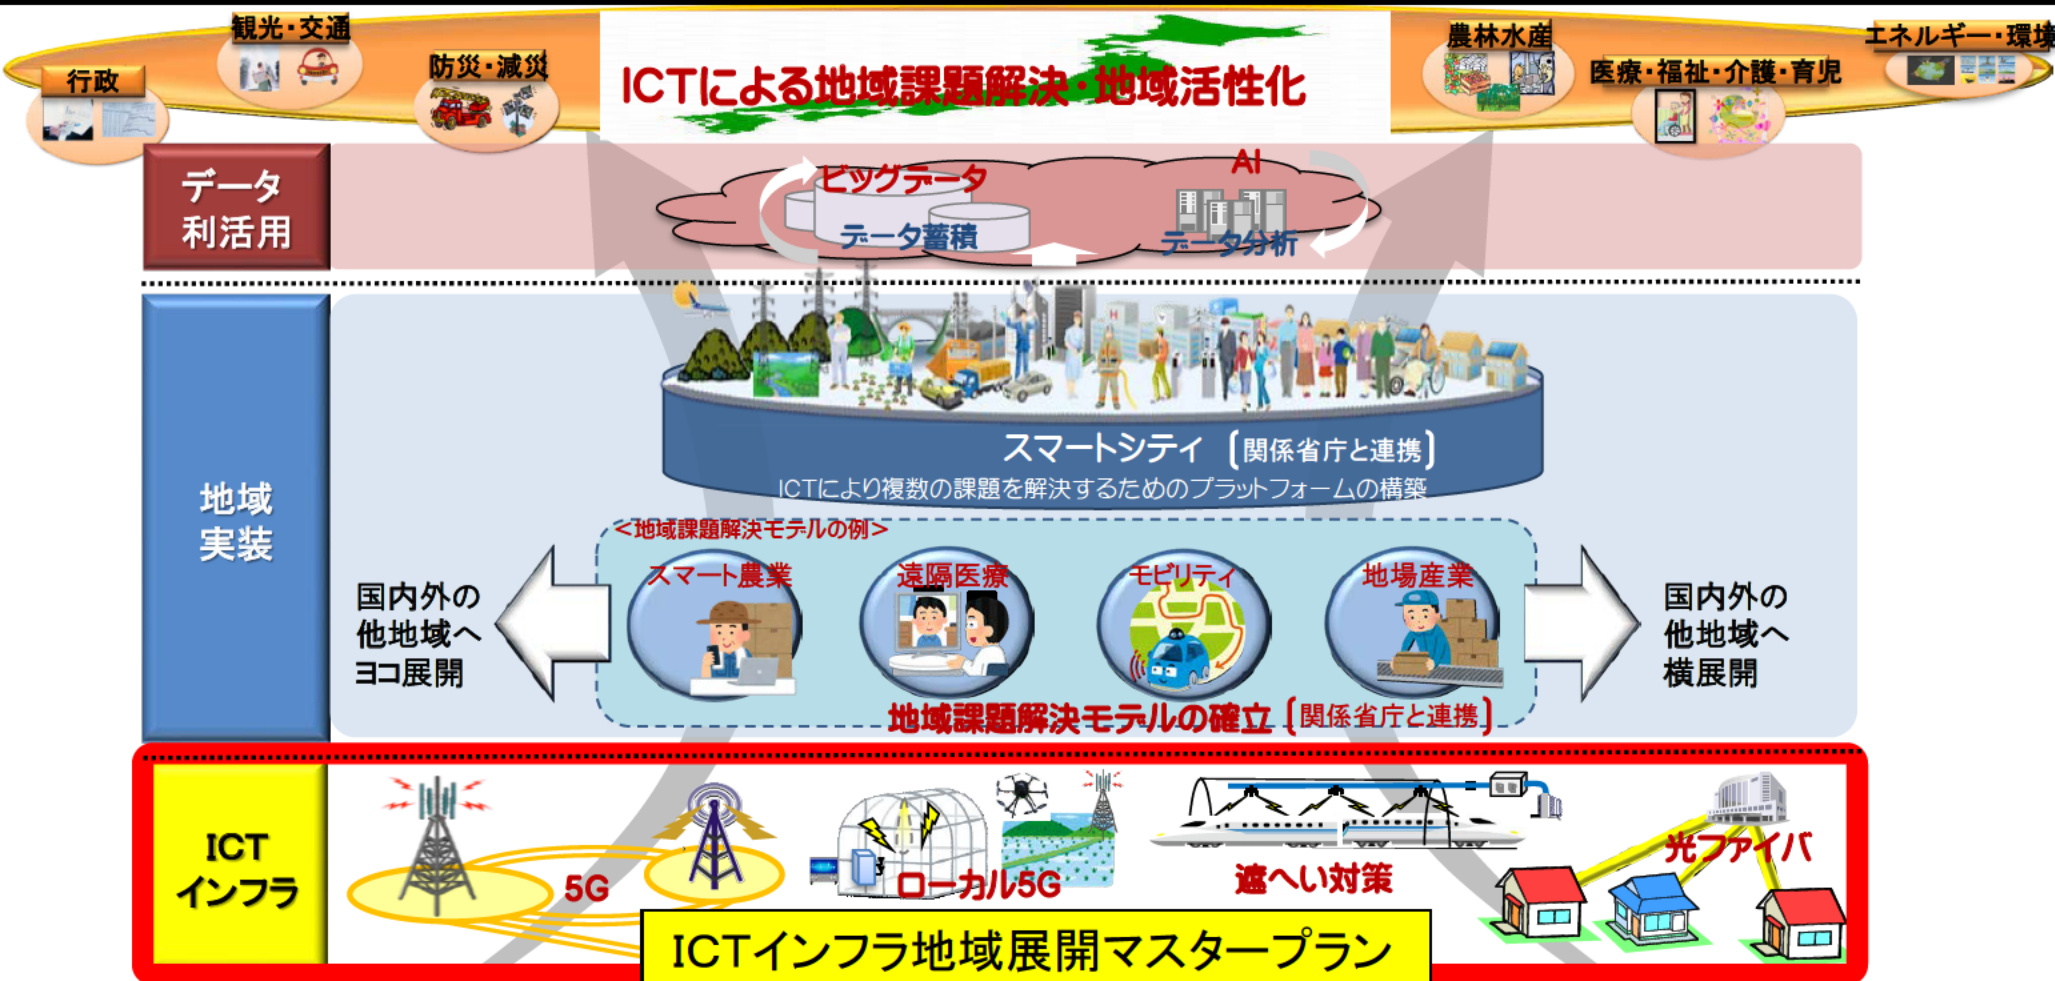 観光・交通
農林水産
エネルギー・環境
行政
防災・減災
ICTによる地域課題解決・地域活性化
医療・福祉・介護・育児
データ
利活用
ビッグデータ
AI
データ蓄積
データ分析
地域
実装
スマートシティ〔関係省庁と連携〕
ICTにより複数の課題を解決するためのプラットフォームの構築
<地域課題解決モデルの例>
スマート農業
遠隔医療
モビリティ
地場産業
国内外の
他地域へ
ヨコ展開
国内外の
他地域へ
横展開
地域課題解決モデルの確立〔関係省庁と連携〕
ICT
インフラ
5G
ローカル5G
遮へい対策
光ファイバ
ICTインフラ地域展開マスタープラン